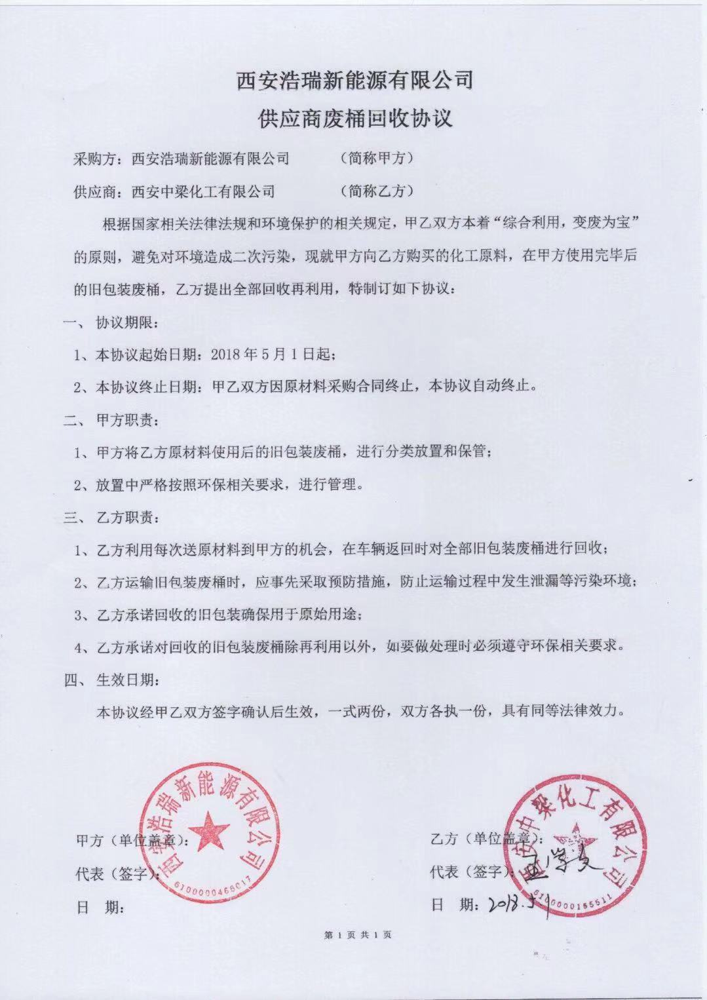 西安浩瑞新能源有限公司
供应商废桶回收协议
采购方：西安浩瑞新能源有限公司 （简称甲方）
供应商：西安中梁化工有限公司 （简称乙方）
根据国家相关法律法规和环境保护的相关规定，甲乙双方本着“综合利用，变废为宝”
的原则，避免对环境造成二次污染，现就甲方向乙方购买的化工原料，在甲方使用完毕后
的旧包装废桶，乙方提出全部回收再利用，特制订如下协议：
一、 协议期限：
1、本协议起始日期：2018年5月1日起；
2、本协议终止日期：甲乙双方因原材料采购合同终止，本协议自动终止。
二、 甲方职责：
1、甲方将乙方原材料使用后的旧包装废桶，进行分类放置和保管；
2、放置中严格按照环保相关要求，进行管理。
三、 乙方职责：
1、乙方利用每次送原材料到甲方的机会，在车辆返回时对全部旧包装废桶进行回收；
2、乙方运输旧包装废桶时，应事先采取预防措施，防止运输过程中发生泄漏等污染环境；
3、乙方承诺回收的旧包装确保用于原始用途；
4、乙方承诺对回收的旧包装废桶除再利用以外，如要做处理时必须遵守环保相关要求。
四、 生效日期：
本协议经甲乙双方签字确认后生效，一式两份，双方各执一份，具有同等法律效力。
西安浩瑞新能源有限公司
6100000468017
西安中梁化工有限公司
6100000155511
甲方（单位盖章）： 乙方（单位盖章）：
代表（签字）： 代表（签字）：
日 期： 日 期：2018.5.1
第 1 页 共 1 页